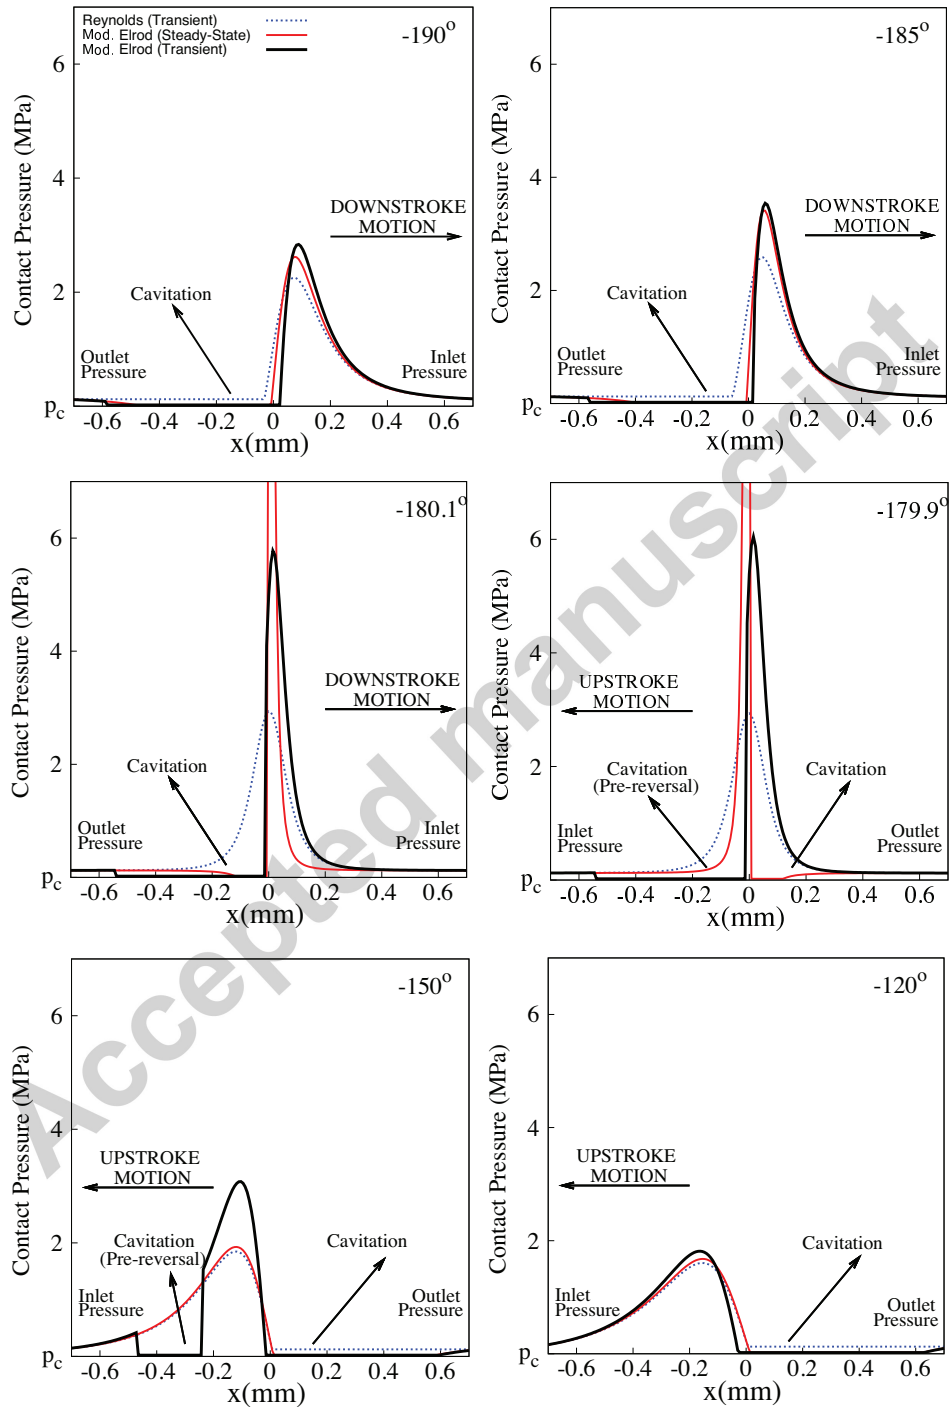 Reynolds (Transient)
Mod. Elrod (Steady-State)
Mod. Elrod (Transient)
-190°
Contact Pressure (MPa)
6
4
2
p_c
DOWNSTROKE
MOTION
Cavitation
Outlet
Pressure
Inlet
Pressure
-0.6 -0.4 -0.2 0 0.2 0.4 0.6
x(mm)
-185°
Contact Pressure (MPa)
6
4
2
p_c
DOWNSTROKE
MOTION
Cavitation
Outlet
Pressure
Inlet
Pressure
-0.6 -0.4 -0.2 0 0.2 0.4 0.6
x(mm)
-180.1°
Contact Pressure (MPa)
6
4
2
p_c
DOWNSTROKE
MOTION
Cavitation
Outlet
Pressure
Inlet
Pressure
-0.6 -0.4 -0.2 0 0.2 0.4 0.6
x(mm)
-179.9°
Contact Pressure (MPa)
6
4
2
p_c
UPSTROKE
MOTION
Cavitation
(Pre-reversal)
Cavitation
Inlet
Pressure
Outlet
Pressure
-0.6 -0.4 -0.2 0 0.2 0.4 0.6
x(mm)
-150°
Contact Pressure (MPa)
6
4
2
p_c
UPSTROKE
MOTION
Cavitation
(Pre-reversal)
Cavitation
Inlet
Pressure
Outlet
Pressure
-0.6 -0.4 -0.2 0 0.2 0.4 0.6
x(mm)
-120°
Contact Pressure (MPa)
6
4
2
p_c
UPSTROKE
MOTION
Cavitation
Inlet
Pressure
Outlet
Pressure
-0.6 -0.4 -0.2 0 0.2 0.4 0.6
x(mm)
Accepted manuscript